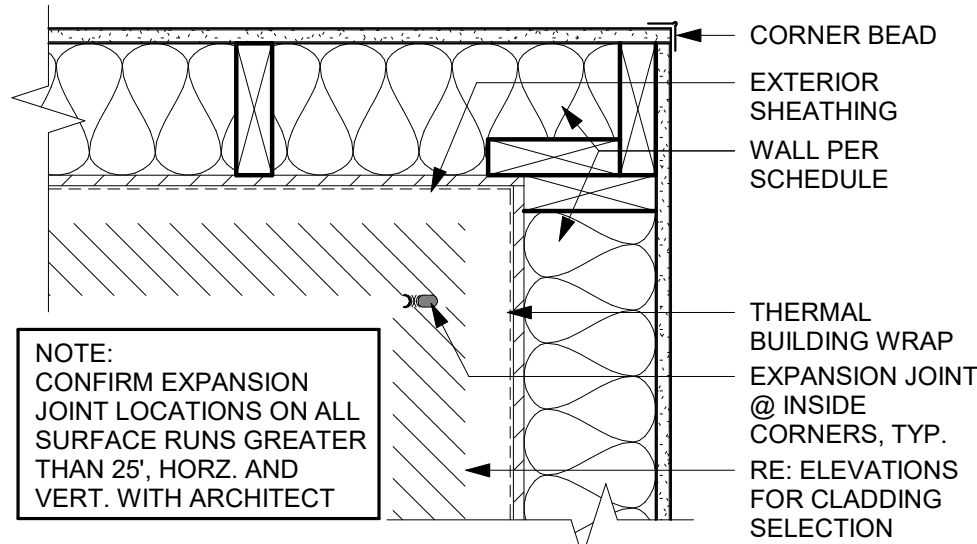 CORNER BEAD
EXTERIOR
SHEATHING
WALL PER
SCHEDULE
THERMAL
BUILDING WRAP
EXPANSION JOINT
@ INSIDE
CORNERS, TYP.
RE: ELEVATIONS
FOR CLADDING
SELECTION
NOTE:
CONFIRM EXPANSION
JOINT LOCATIONS ON ALL
SURFACE RUNS GREATER
THAN 25', HORZ. AND
VERT. WITH ARCHITECT